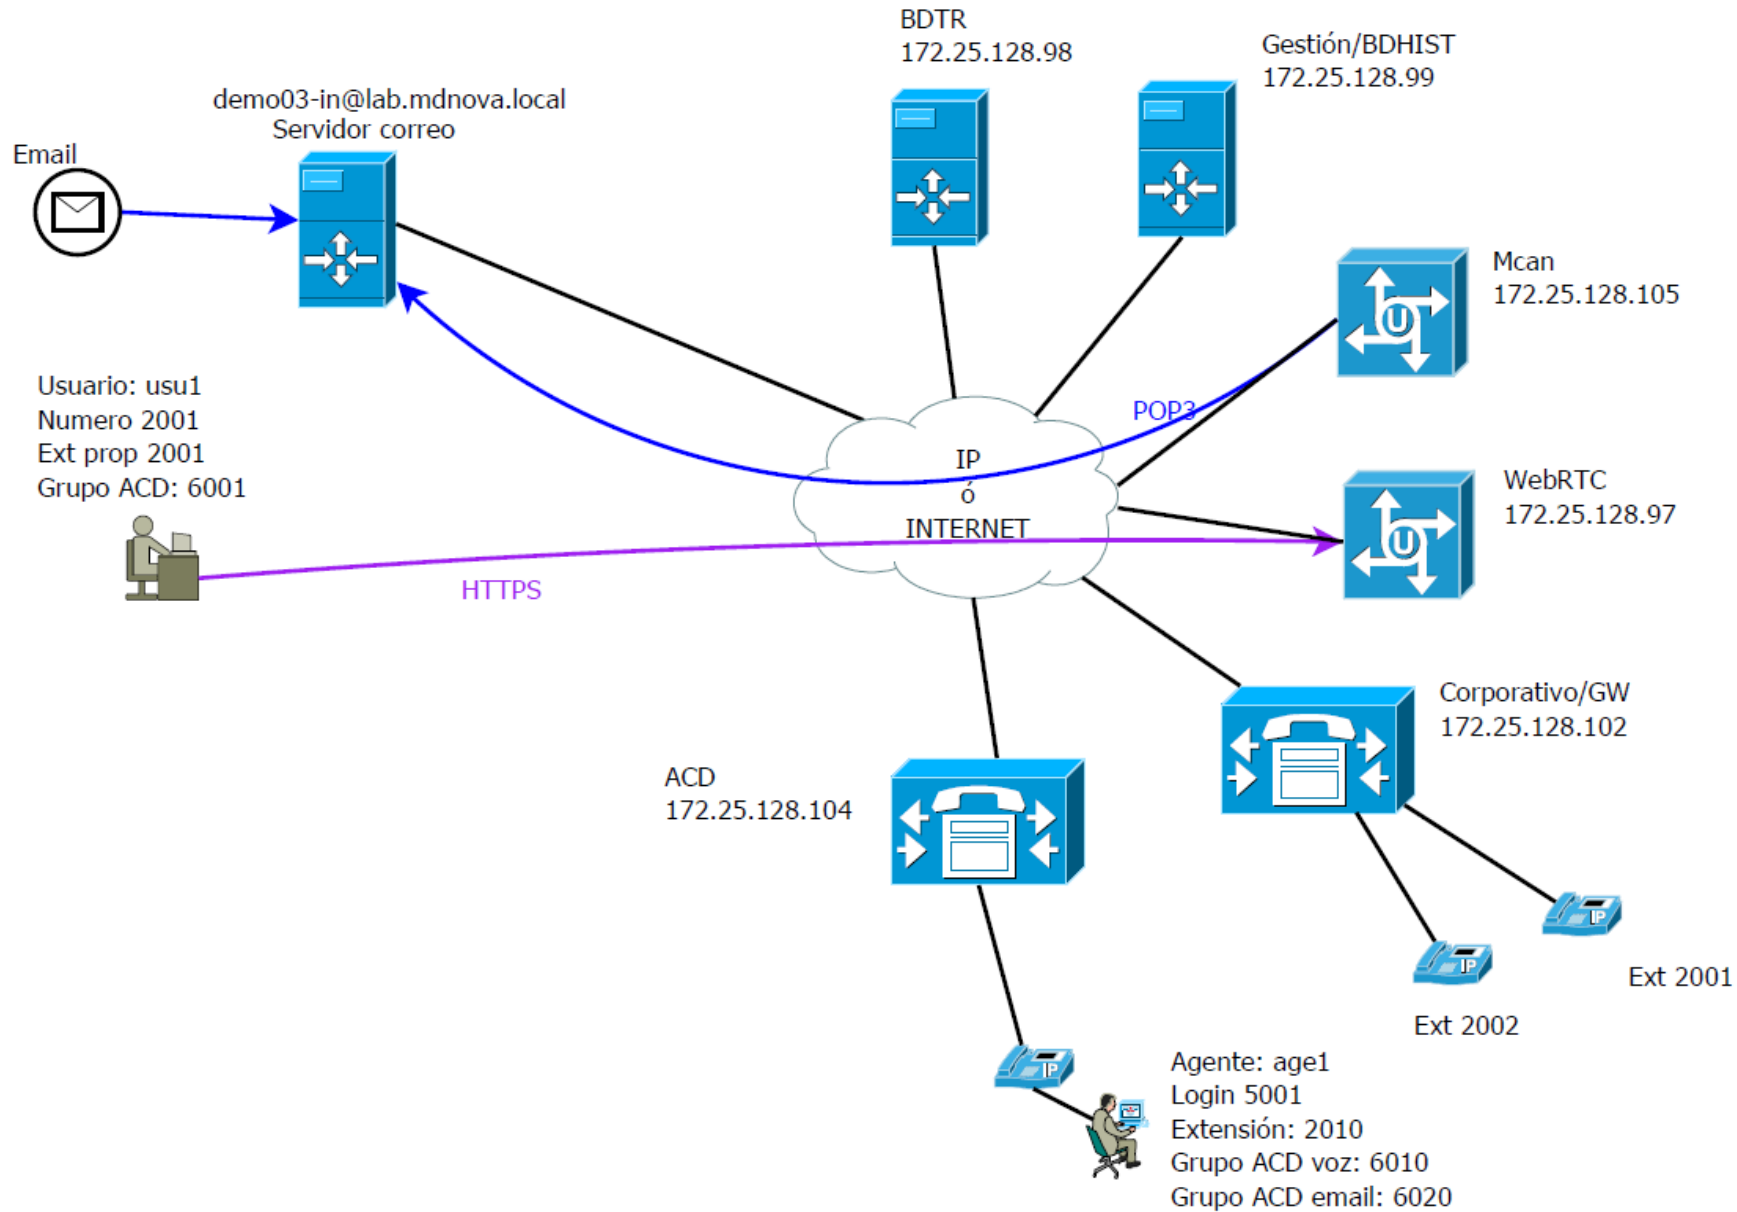 BDTR
172.25.128.98
Gestión/BDHIST
172.25.128.99
demo03-in@lab.mdnova.local
Servidor correo
Email
Mcan
172.25.128.105
Usuario: usu1
Numero 2001
Ext prop 2001
Grupo ACD: 6001
POP3
IP
ó
INTERNET
WebRTC
172.25.128.97
HTTPS
Corporativo/GW
172.25.128.102
ACD
172.25.128.104
IP
Ext 2001
IP
Ext 2002
IP
Agente: age1
Login 5001
Extensión: 2010
Grupo ACD voz: 6010
Grupo ACD email: 6020
U
U